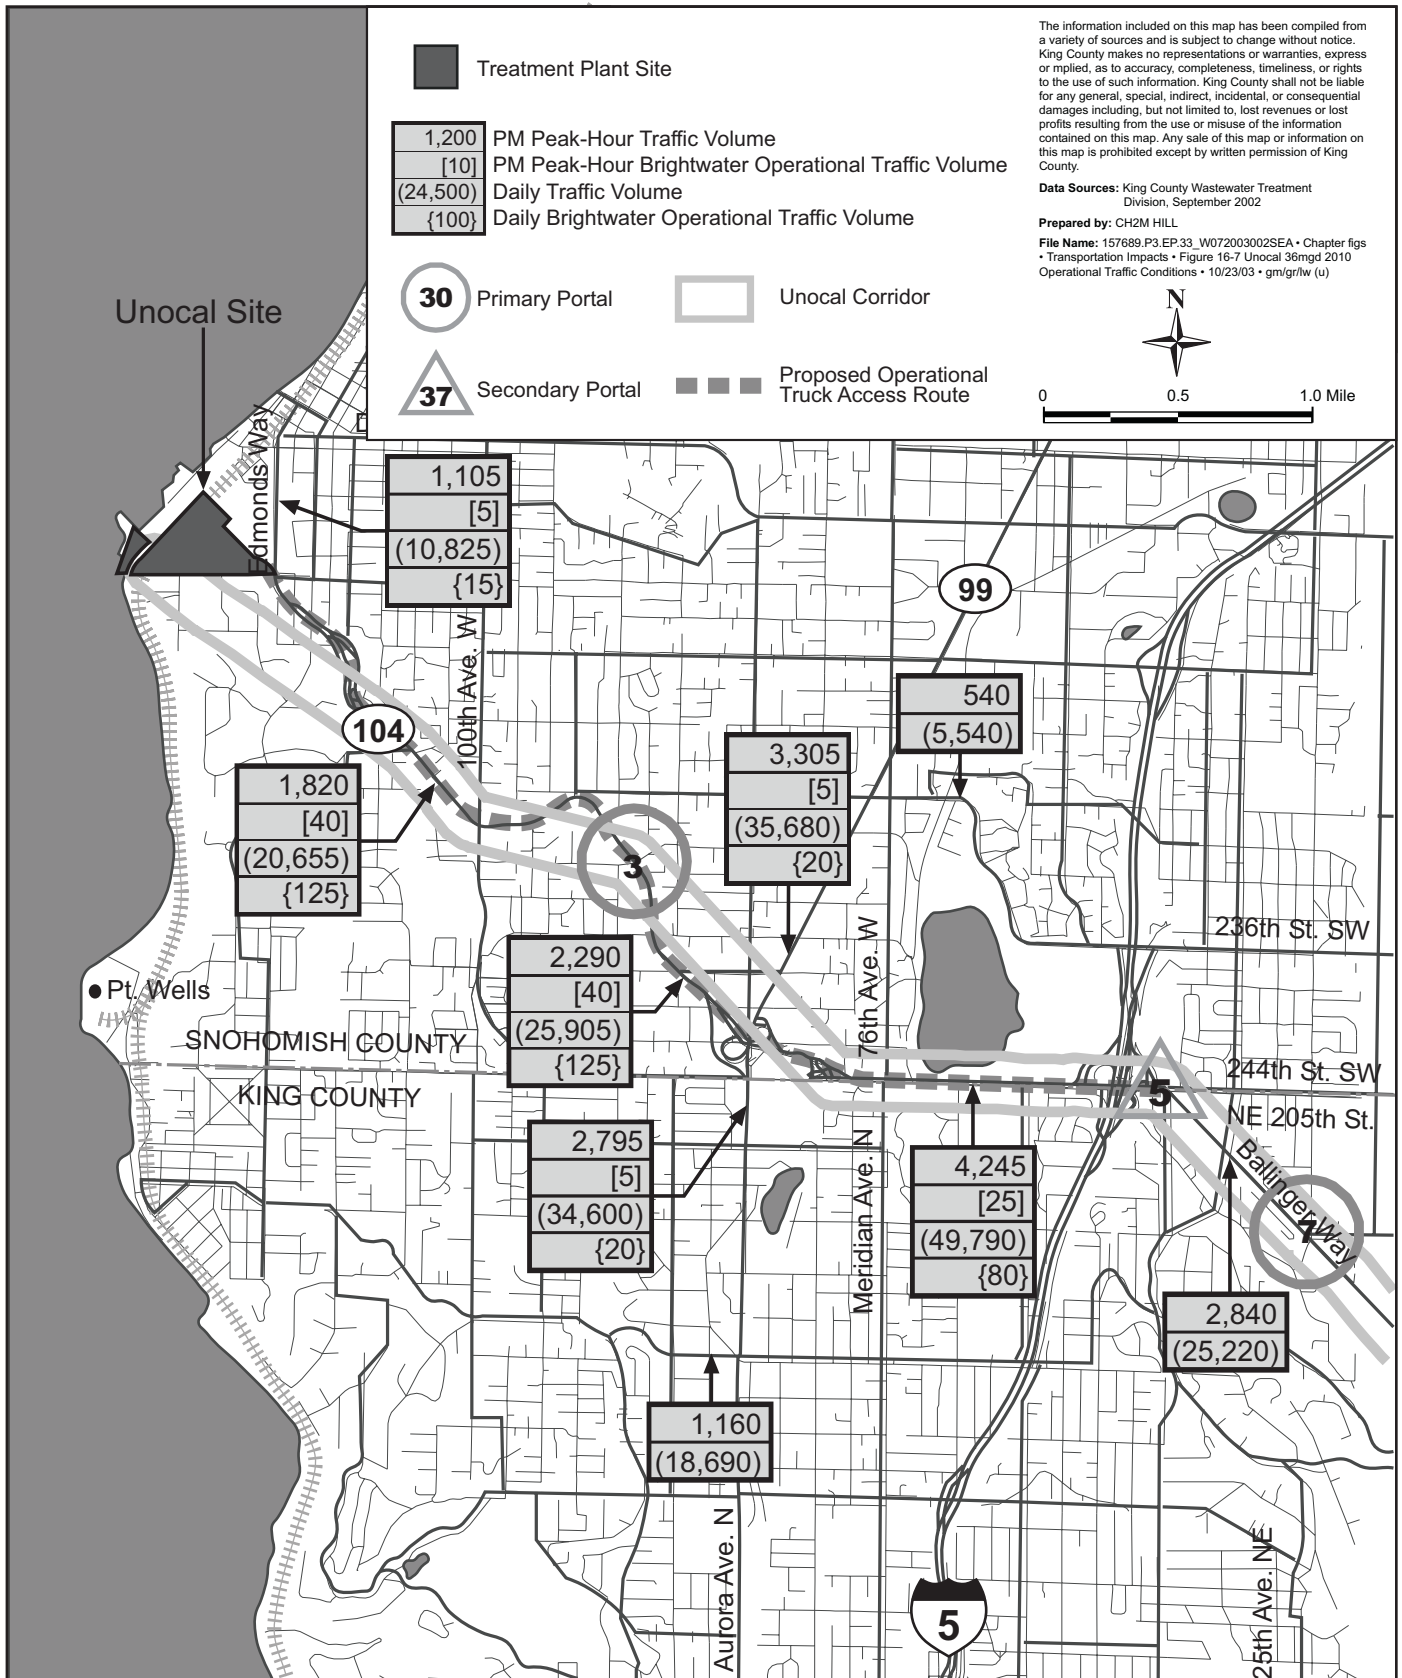 Treatment Plant Site
1,200 PM Peak-Hour Traffic Volume
[10] PM Peak-Hour Brightwater Operational Traffic Volume
(24,500) Daily Traffic Volume
{100} Daily Brightwater Operational Traffic Volume
30 Primary Portal
Unocal Corridor
37 Secondary Portal
Proposed Operational
Truck Access Route
The information included on this map has been compiled from
a variety of sources and is subject to change without notice.
King County makes no representations or warranties, express
or mplied, as to accuracy, completeness, timeliness, or rights
to the use of such information. King County shall not be liable
for any general, special, indirect, incidental, or consequential
damages including, but not limited to, lost revenues or lost
profits resulting from the use or misuse of the information
contained on this map. Any sale of this map or information on
this map is prohibited except by written permission of King
County.
Data Sources: King County Wastewater Treatment
Division, September 2002
Prepared by: CH2M HILL
File Name: 157689.P3.EP.33_W072003002SEA • Chapter figs
• Transportation Impacts • Figure 16-7 Unocal 36mgd 2010
Operational Traffic Conditions • 10/23/03 • gm/gr/lw (u)
N
0 0.5 1.0 Mile
Unocal Site
Edmonds Way
1,105
[5]
(10,825)
{15}
99
100th Ave. W
104
540
(5,540)
3,305
[5]
(35,680)
{20}
1,820
[40]
(20,655)
{125}
3
76th Ave. W
236th St. SW
2,290
[40]
(25,905)
{125}
Pt. Wells
SNOHOMISH COUNTY
KING COUNTY
244th St. SW
5
NE 205th St.
2,795
[5]
(34,600)
{20}
Meridian Ave. N
4,245
[25]
(49,790)
{80}
Ballinger Way
7
2,840
(25,220)
1,160
(18,690)
Aurora Ave. N
5
25th Ave. NE